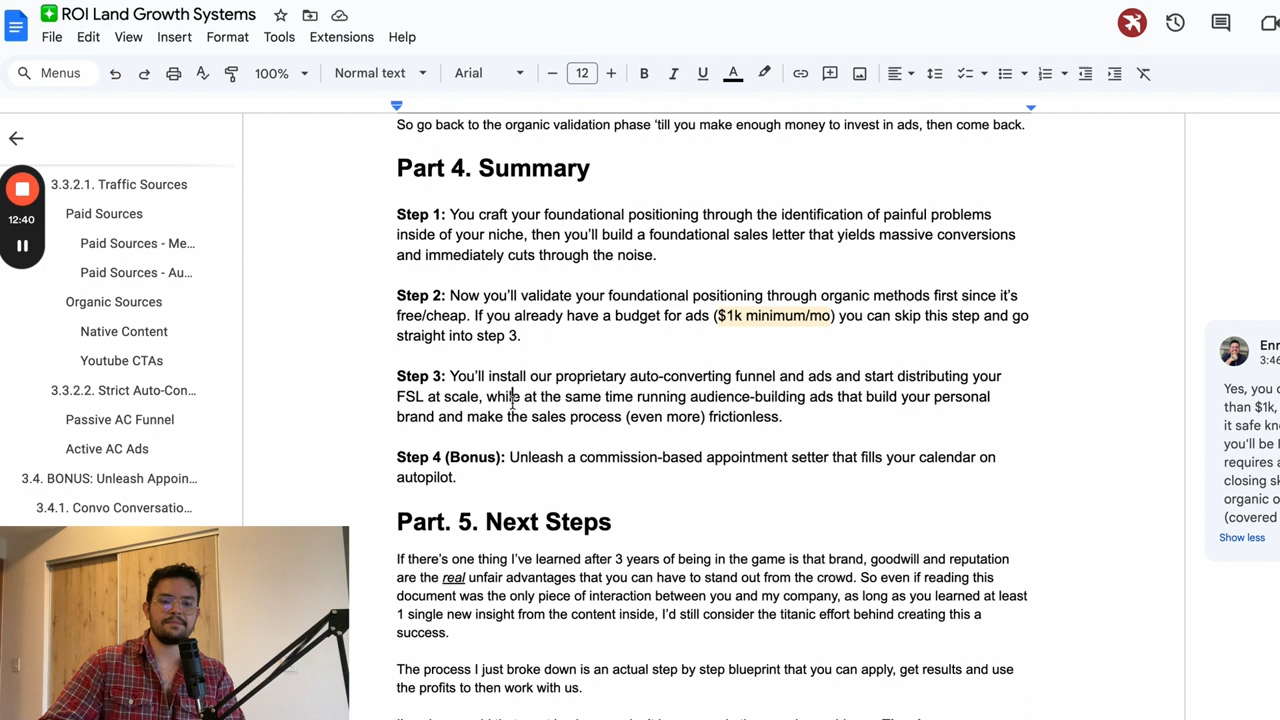 ROI Land Growth Systems
File Edit View Insert Format Tools Extensions Help
Menus 100% Normal text Arial 12 B I U A
3.3.2.1. Traffic Sources
Paid Sources
Paid Sources - Me...
Paid Sources - Au...
Organic Sources
Native Content
Youtube CTAs
3.3.2.2. Strict Auto-Con...
Passive AC Funnel
Active AC Ads
3.4. BONUS: Unleash Appoin...
3.4.1. Convo Conversatio...
12:40
So go back to the organic validation phase ‘till you make enough money to invest in ads, then come back.
Part 4. Summary
Step 1: You craft your foundational positioning through the identification of painful problems
inside of your niche, then you’ll build a foundational sales letter that yields massive conversions
and immediately cuts through the noise.
Step 2: Now you’ll validate your foundational positioning through organic methods first since it’s
free/cheap. If you already have a budget for ads ($1k minimum/mo) you can skip this step and go
straight into step 3.
Step 3: You’ll install our proprietary auto-converting funnel and ads and start distributing your
FSL at scale, while at the same time running audience-building ads that build your personal
brand and make the sales process (even more) frictionless.
Step 4 (Bonus): Unleash a commission-based appointment setter that fills your calendar on
autopilot.
Part. 5. Next Steps
If there’s one thing I’ve learned after 3 years of being in the game is that brand, goodwill and reputation
are the real unfair advantages that you can have to stand out from the crowd. So even if reading this
document was the only piece of interaction between you and my company, as long as you learned at least
1 single new insight from the content inside, I’d still consider the titanic effort behind creating this a
success.
The process I just broke down is an actual step by step blueprint that you can apply, get results and use
the profits to then work with us.
Enr
3:46
Yes, you c
than $1k,
it safe kn
you'll be l
requires a
closing sk
organic o
(covered
Show less